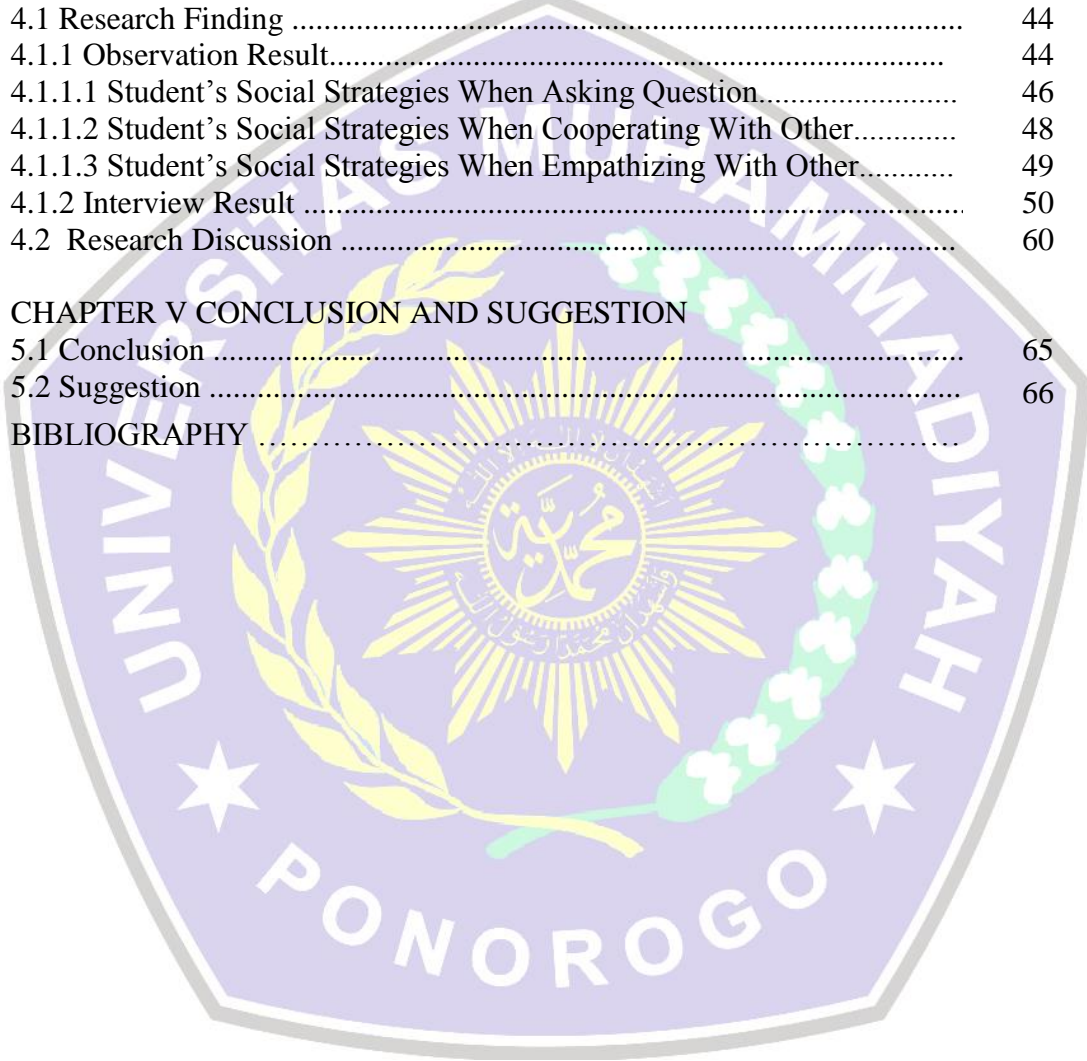 4.1 Research Finding ................................................................................ 44
4.1.1 Observation Result.......................................................................... 44
4.1.1.1 Student’s Social Strategies When Asking Question........................ 46
4.1.1.2 Student’s Social Strategies When Cooperating With Other............. 48
4.1.1.3 Student’s Social Strategies When Empathizing With Other............ 49
4.1.2 Interview Result ................................................................................ 50
4.2  Research Discussion .......................................................................... 60
CHAPTER V CONCLUSION AND SUGGESTION
5.1 Conclusion ........................................................................................... 65
5.2 Suggestion ........................................................................................... 66
BIBLIOGRAPHY ……………………………………………………………
UNIVERSITAS MUHAMMADIYAH
PONOROGO
محمدية